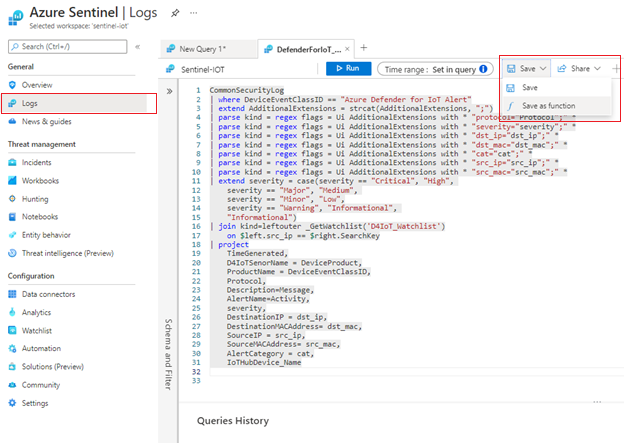 Azure Sentinel | Logs
Selected workspace: 'sentinel-iot'
Search (Ctrl+/)
General
Overview
Logs
News & guides
Threat management
Incidents
Workbooks
Hunting
Notebooks
Entity behavior
Threat intelligence (Preview)
Configuration
Data connectors
Analytics
Watchlist
Automation
Solutions (Preview)
Community
Settings
New Query 1*
DefenderForIoT_...
Sentinel-IOT
Run
Time range : Set in query
Save
Share
Save
Save as function
Schema and Filter
1 CommonSecurityLog
2 | where DeviceEventClassID == "Azure Defender for IoT Alert"
3 | extend AdditionalExtensions = strcat(AdditionalExtensions, ";")
4 | parse kind = regex flags = Ui AdditionalExtensions with * "protocol=" Protocol";" *
5 | parse kind = regex flags = Ui AdditionalExtensions with * "severity="severity";" *
6 | parse kind = regex flags = Ui AdditionalExtensions with * "dst_ip="dst_ip";" *
7 | parse kind = regex flags = Ui AdditionalExtensions with * "dst_mac="dst_mac";" *
8 | parse kind = regex flags = Ui AdditionalExtensions with * "cat="cat";" *
9 | parse kind = regex flags = Ui AdditionalExtensions with * "src_ip="src_ip";" *
10 | parse kind = regex flags = Ui AdditionalExtensions with * "src_mac="src_mac";" *
11 | extend severity = case(severity == "Critical", "High",
12 severity == "Major", "Medium",
13 severity == "Minor", "Low",
14 severity == "Warning", "Informational",
15 "Informational")
16 | join kind=leftouter _GetWatchlist('D4IoT_Watchlist')
17 on $left.src_ip == $right.SearchKey
18 | project
19 TimeGenerated,
20 D4IoTSenorName = DeviceProduct,
21 ProductName = DeviceEventClassID,
22 Protocol,
23 Description=Message,
24 AlertName=Activity,
25 severity,
26 DestinationIP = dst_ip,
27 DestinationMACAddress= dst_mac,
28 SourceIP = src_ip,
29 SourceMACAddress= src_mac,
30 AlertCategory = cat,
31 IoTHubDevice_Name
32
33
Queries History